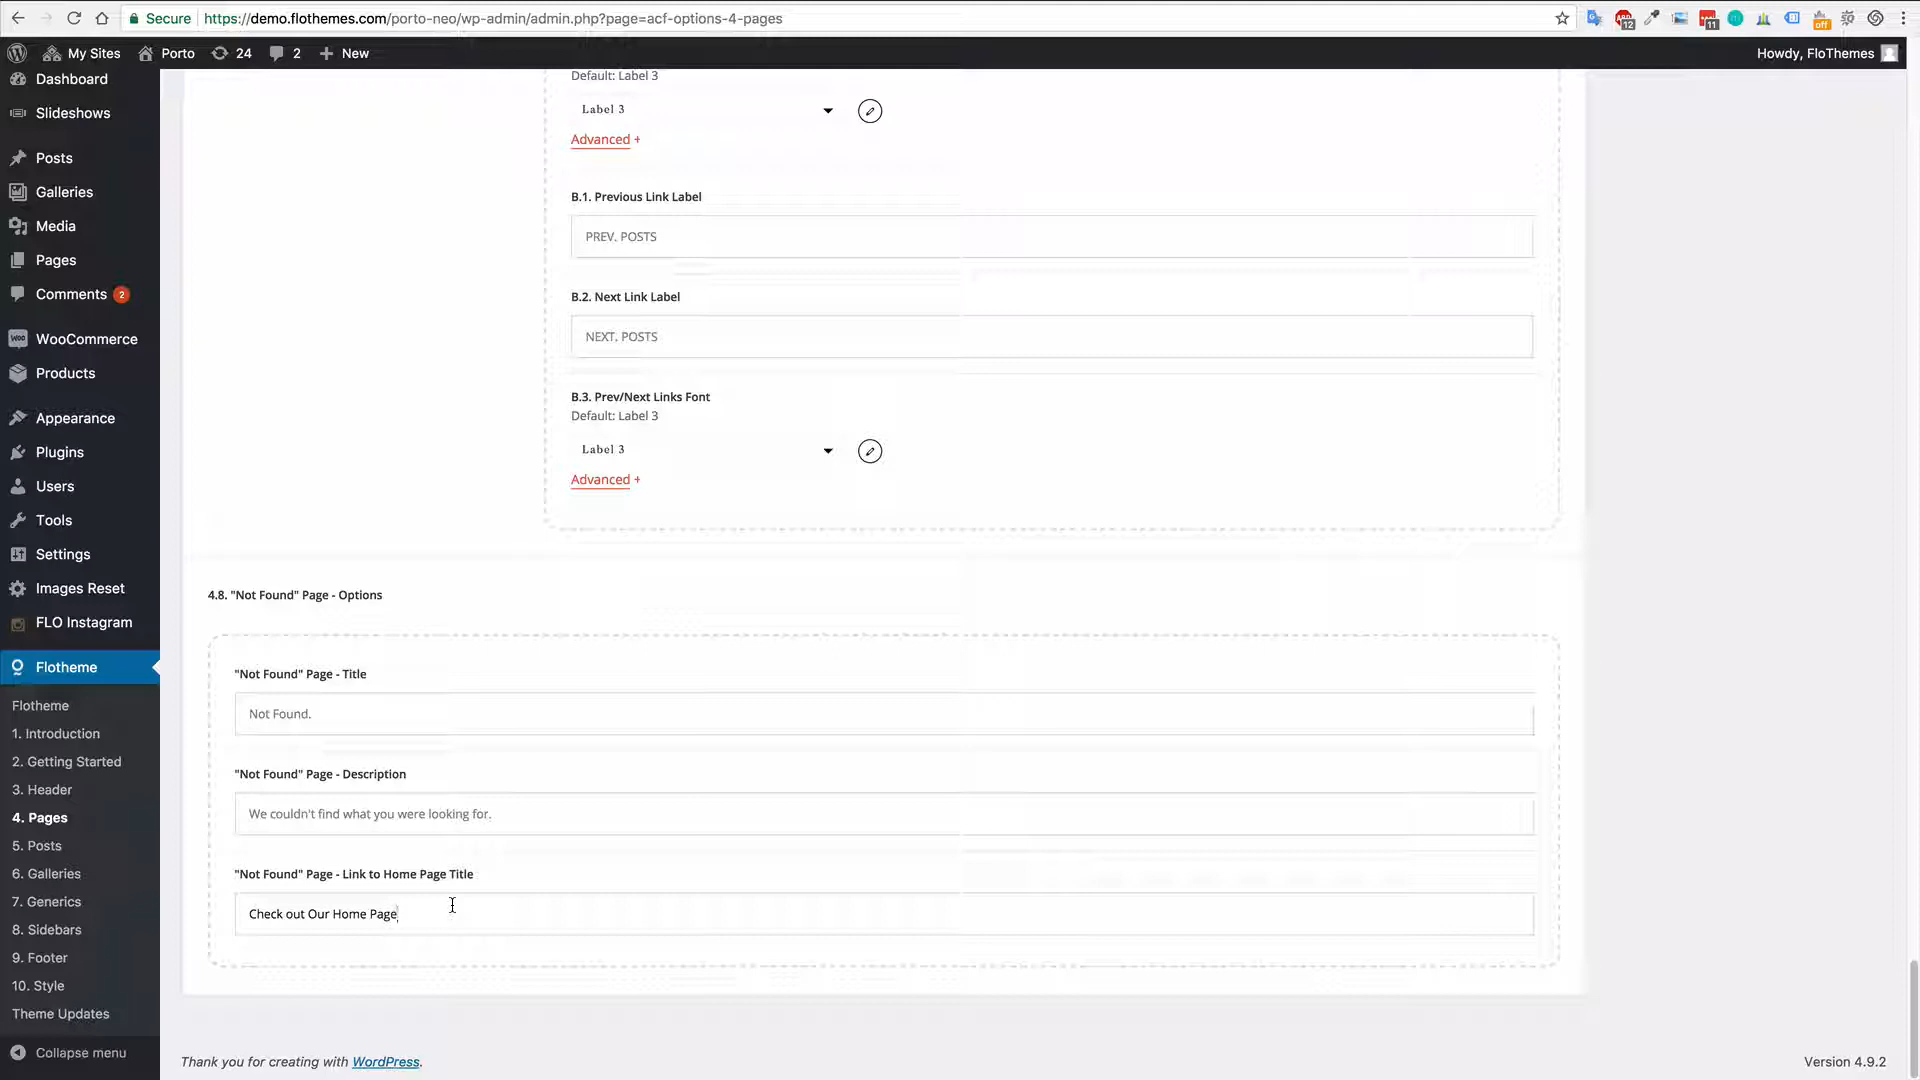 Secure
https://demo.flothemes.com/porto-neo/wp-admin/admin.php?page=acf-options-4-pages
12
11
off
My Sites
Porto
24
2
New
Howdy, FloThemes
Dashboard
Slideshows
Posts
Galleries
Media
Pages
Comments 2
WooCommerce
Products
Appearance
Plugins
Users
Tools
Settings
Images Reset
FLO Instagram
Flotheme
Flotheme
1. Introduction
2. Getting Started
3. Header
4. Pages
5. Posts
6. Galleries
7. Generics
8. Sidebars
9. Footer
10. Style
Theme Updates
Collapse menu
Default: Label 3
Label 3
Advanced +
B.1. Previous Link Label
PREV. POSTS
B.2. Next Link Label
NEXT. POSTS
B.3. Prev/Next Links Font
Default: Label 3
Label 3
Advanced +
4.8. "Not Found" Page - Options
"Not Found" Page - Title
Not Found.
"Not Found" Page - Description
We couldn't find what you were looking for.
"Not Found" Page - Link to Home Page Title
Check out Our Home Page
Thank you for creating with WordPress.
Version 4.9.2